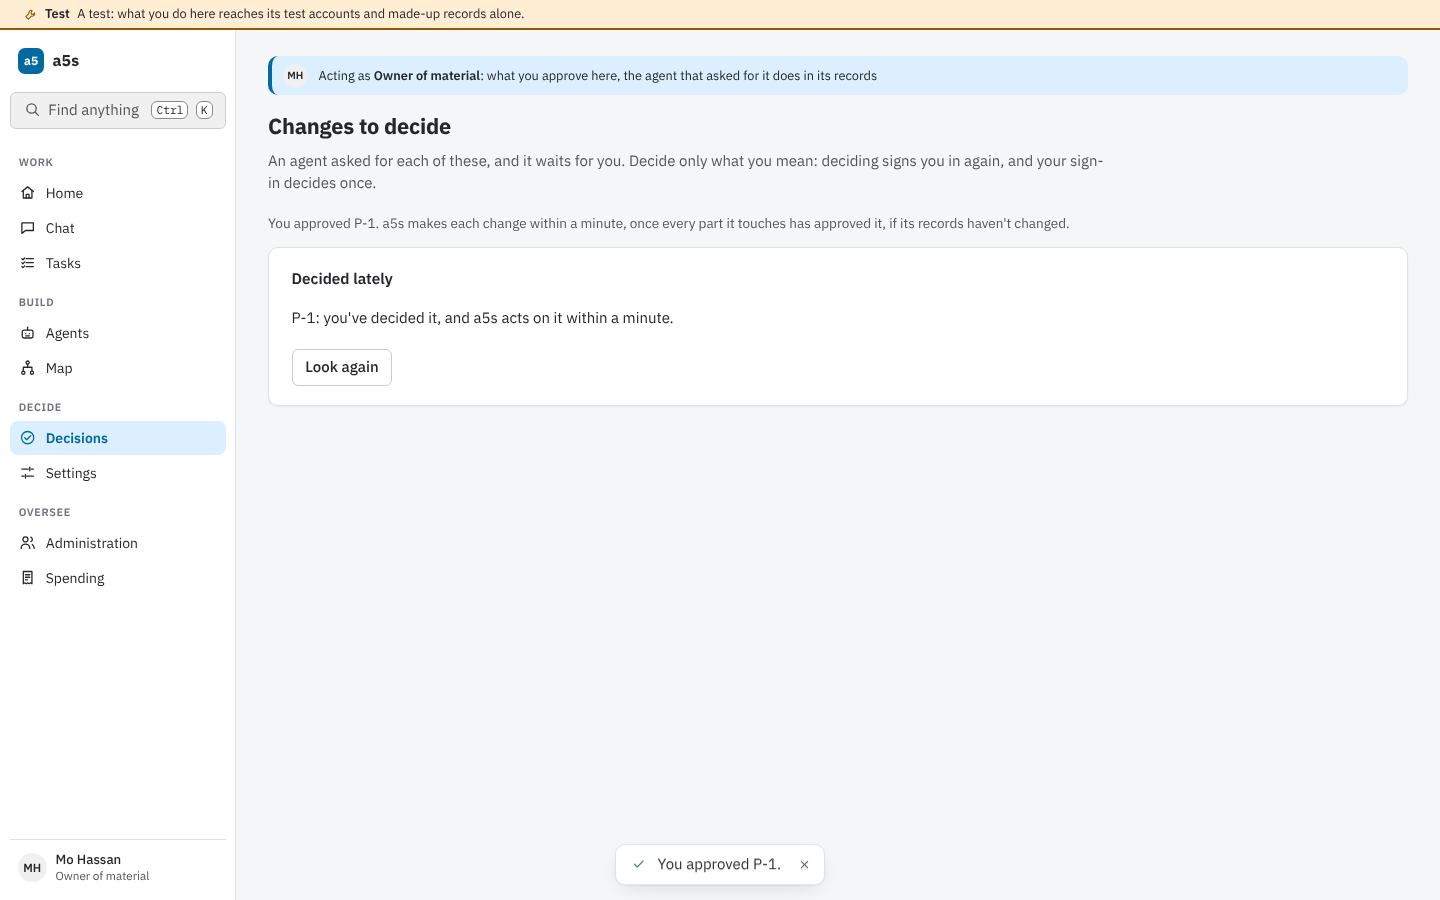 Test A test: what you do here reaches its test accounts and made-up records alone.
a5 a5s
Find anything Ctrl K
WORK
Home
Chat
Tasks
BUILD
Agents
Map
DECIDE
Decisions
Settings
OVERSEE
Administration
Spending
MH Mo Hassan
Owner of material
MH Acting as Owner of material: what you approve here, the agent that asked for it does in its records
Changes to decide
An agent asked for each of these, and it waits for you. Decide only what you mean: deciding signs you in again, and your sign-
in decides once.
You approved P-1. a5s makes each change within a minute, once every part it touches has approved it, if its records haven't changed.
Decided lately
P-1: you've decided it, and a5s acts on it within a minute.
Look again
You approved P-1.